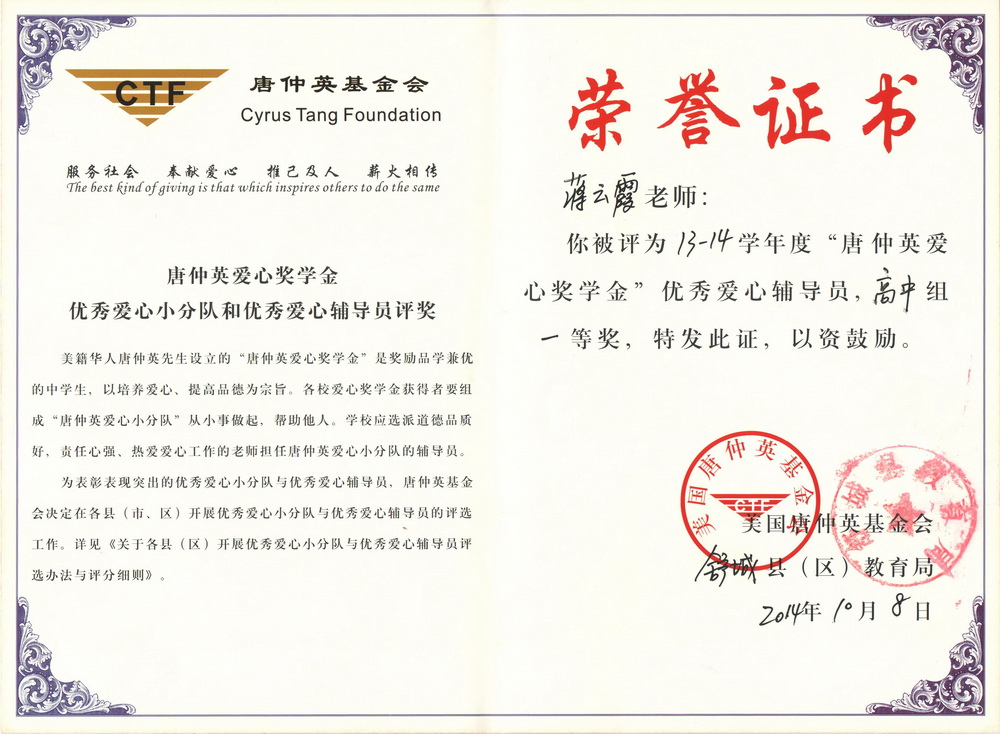 CTF
唐仲英基金会
Cyrus Tang Foundation
服务社会 奉献爱心 推己及人 薪火相传
The best kind of giving is that which inspires others to do the same
唐仲英爱心奖学金
优秀爱心小分队和优秀爱心辅导员评奖
美籍华人唐仲英先生设立的“唐仲英爱心奖学金”是奖励品学兼优
的中学生，以培养爱心、提高品德为宗旨。各校爱心奖学金获得者要组
成“唐仲英爱心小分队”从小事做起，帮助他人。学校应选派道德品质
好，责任心强、热爱爱心工作的老师担任唐仲英爱心小分队的辅导员。
为表彰表现突出的优秀爱心小分队与优秀爱心辅导员，唐仲英基金
会决定在各县（市、区）开展优秀爱心小分队与优秀爱心辅导员的评选
工作。详见《关于各县（区）开展优秀爱心小分队与优秀爱心辅导员评
选办法与评分细则》。
荣誉证书
蒋云霞老师：
你被评为13-14学年度“唐仲英爱
心奖学金”优秀爱心辅导员，高中组
一等奖，特发此证，以资鼓励。
美国唐仲英基金会
CTF
舒城县教育局
美国唐仲英基金会
舒城县（区）教育局
2014年10月8日